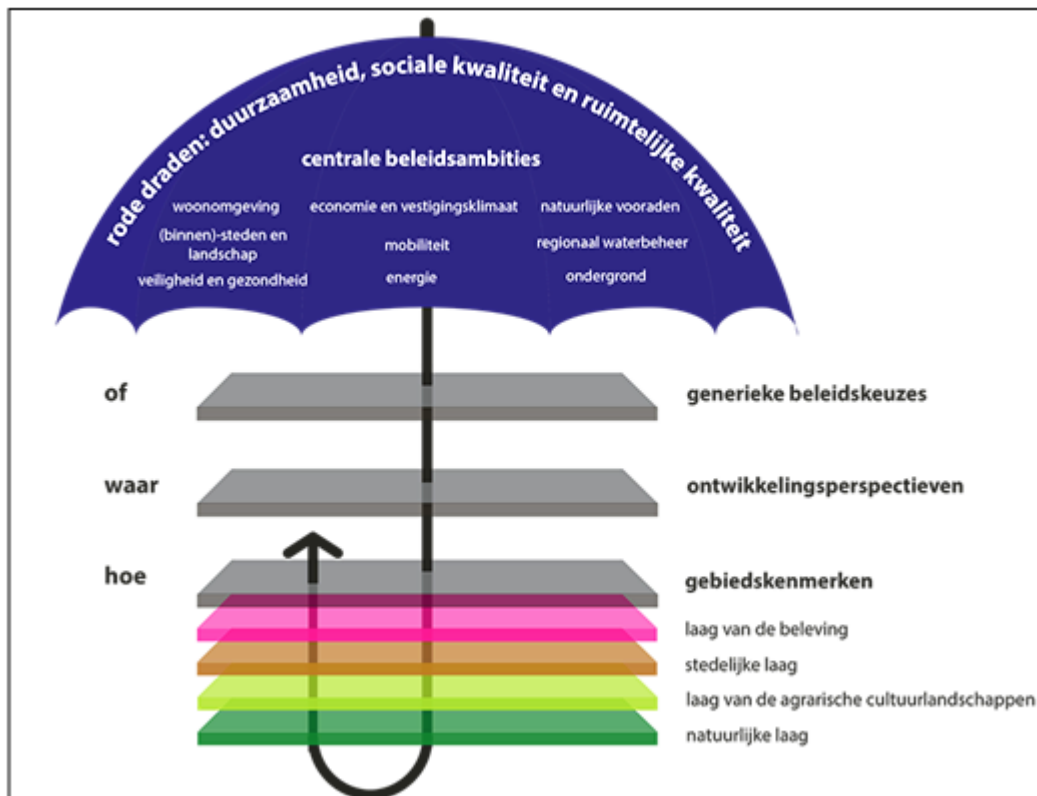 rode draden: duurzaamheid, sociale kwaliteit en ruimtelijke kwaliteit
centrale beleidsambities
woonomgeving
economie en vestigingsklimaat
natuurlijke vooraden
(binnen)-steden en
landschap
mobiliteit
regionaal waterbeheer
veiligheid en gezondheid
energie
ondergrond
of
generieke beleidskeuzes
waar
ontwikkelingsperspectieven
hoe
gebiedskenmerken
laag van de beleving
stedelijke laag
laag van de agrarische cultuurlandschappen
natuurlijke laag